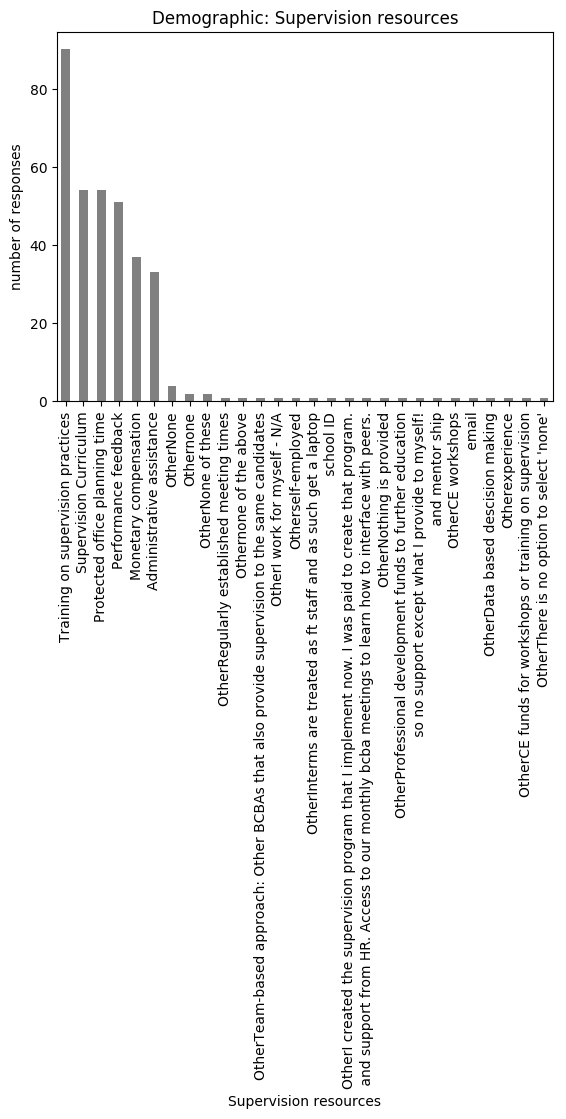 Demographic: Supervision resources
number of responses
80
60
40
20
0
Training on supervision practices
Supervision Curriculum
Protected office planning time
Performance feedback
Monetary compensation
Administrative assistance
OtherNone
Othernone
OtherNone of these
OtherRegularly established meeting times
Othernone of the above
OtherTeam-based approach: Other BCBAs that also provide supervision to the same candidates
OtherI work for myself - N/A
Otherself-employed
OtherInterms are treated as ft staff and as such get a laptop
school ID
OtherI created the supervision program that I implement now. I was paid to create that program.
and support from HR. Access to our monthly bcba meetings to learn how to interface with peers.
OtherNothing is provided
OtherProfessional development funds to further education
so no support except what I provide to myself!
and mentor ship
OtherCE workshops
email
OtherData based descision making
Otherexperience
OtherCE funds for workshops or training on supervision
OtherThere is no option to select 'none'
Supervision resources